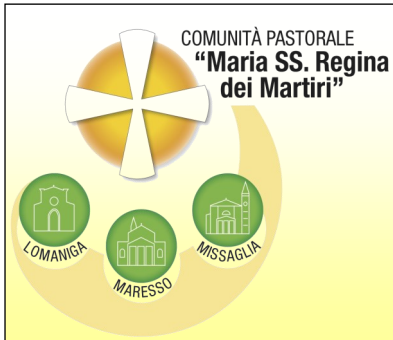 COMUNITÀ PASTORALE
“Maria SS. Regina
dei Martiri”
LOMANIGA
MARESSO
MISSAGLIA